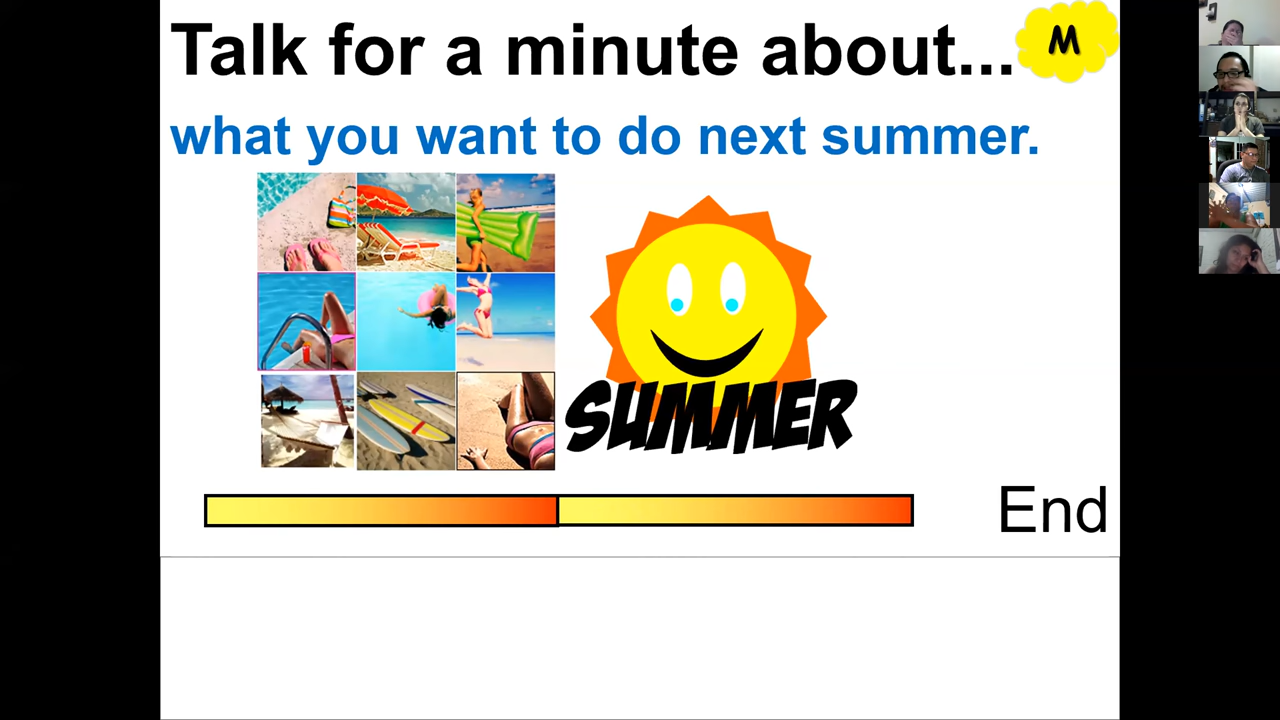 Talk for a minute about...
M
what you want to do next summer.
SUMMER
End